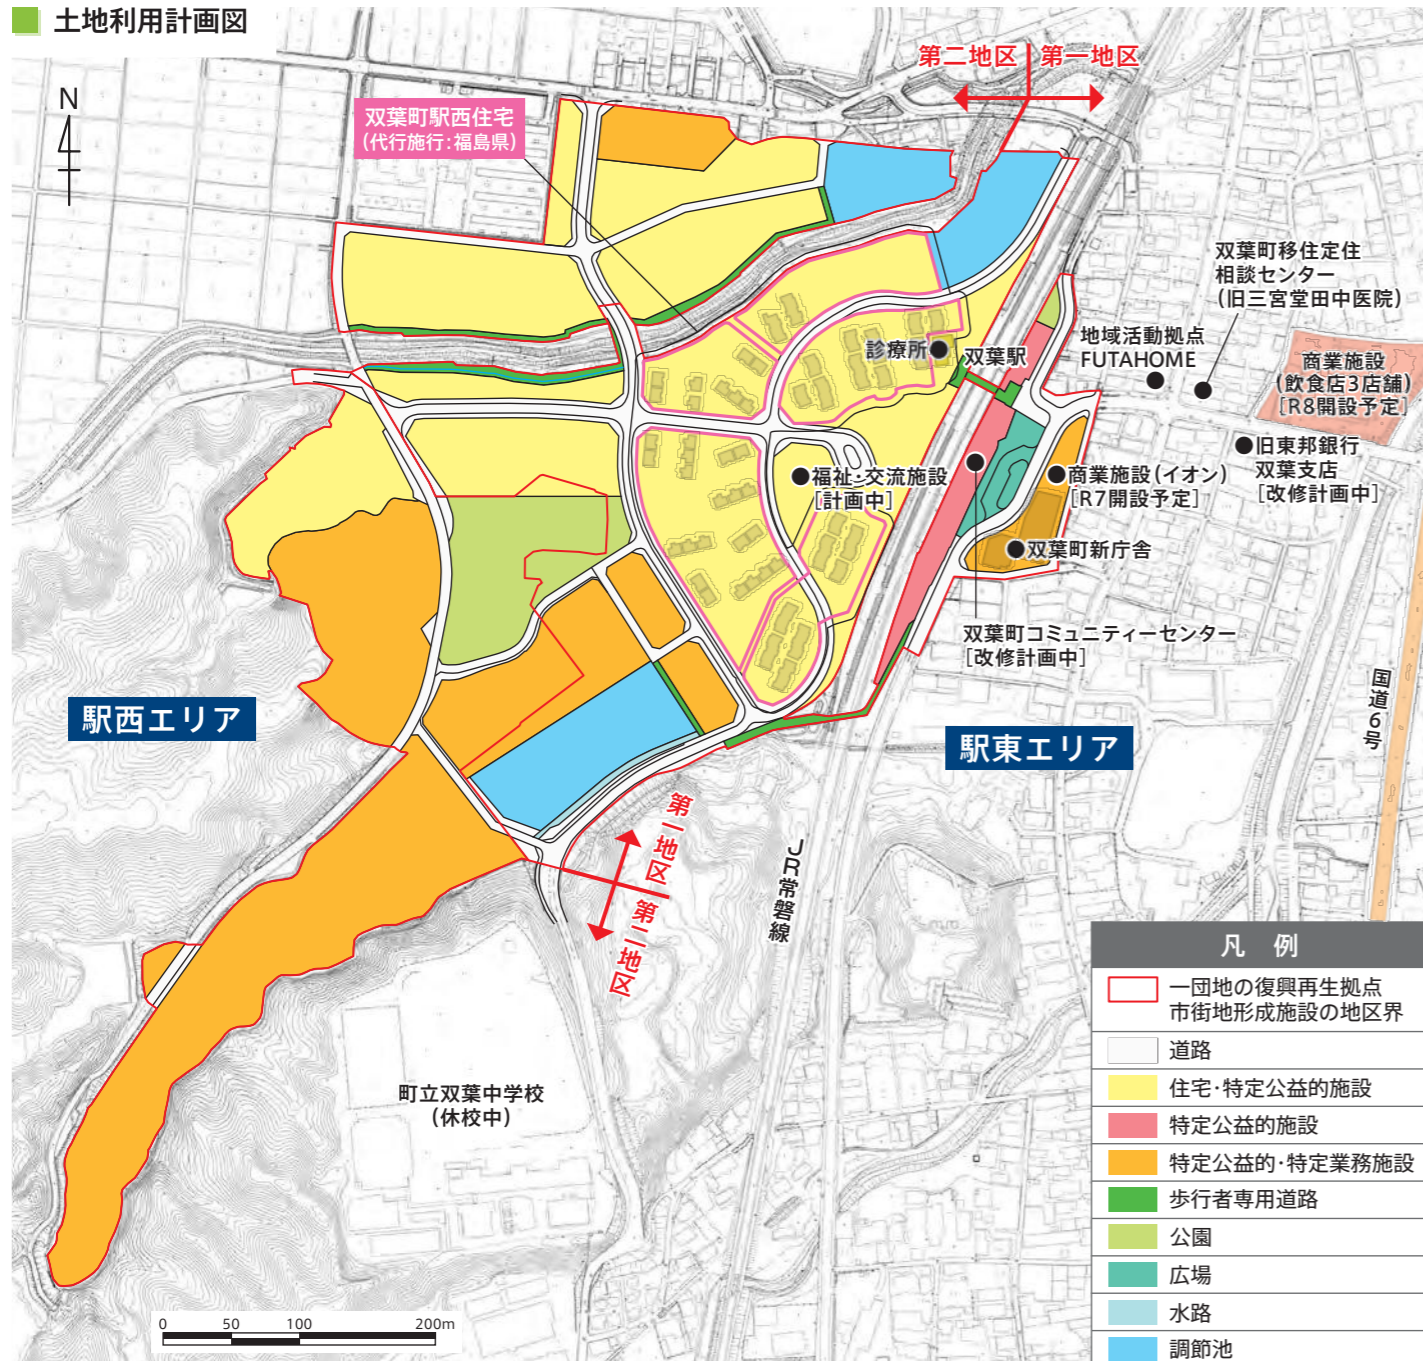 土地利用計画図
第二地区
第一地区
N
双葉町駅西住宅
(代行施行:福島県)
双葉町移住定住
相談センター
(旧三宮堂田中医院)
地域活動拠点
FUTAHOME
診療所
双葉駅
商業施設
(飲食店3店舗)
[R8開設予定]
旧東邦銀行
双葉支店
[改修計画中]
福祉・交流施設
[計画中]
商業施設(イオン)
[R7開設予定]
双葉町新庁舎
双葉町コミュニティーセンター
[改修計画中]
国道6号
駅西エリア
駅東エリア
第一地区
第二地区
JR常磐線
町立双葉中学校
(休校中)
凡 例
一団地の復興再生拠点
市街地形成施設の地区界
道路
住宅・特定公益的施設
特定公益的施設
特定公益的・特定業務施設
歩行者専用道路
公園
広場
水路
調節池
0 50 100 200m